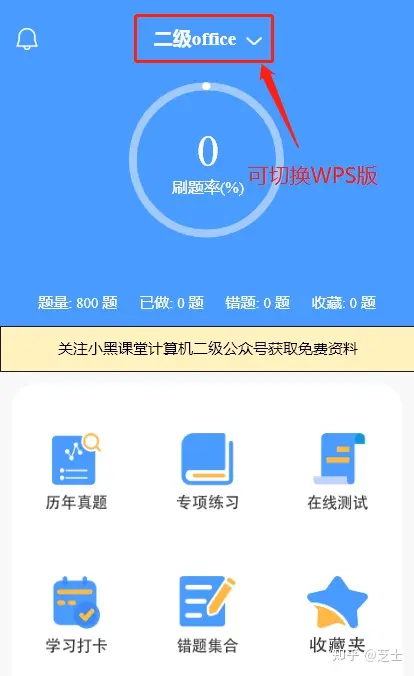 二级office
0
刷题率(%)
可切换WPS版
题量: 800 题 已做: 0 题 错题: 0 题 收藏: 0 题
关注小黑课堂计算机二级公众号获取免费资料
历年真题 专项练习 在线测试
学习打卡 错题集合 收藏夹
知乎 @芝士